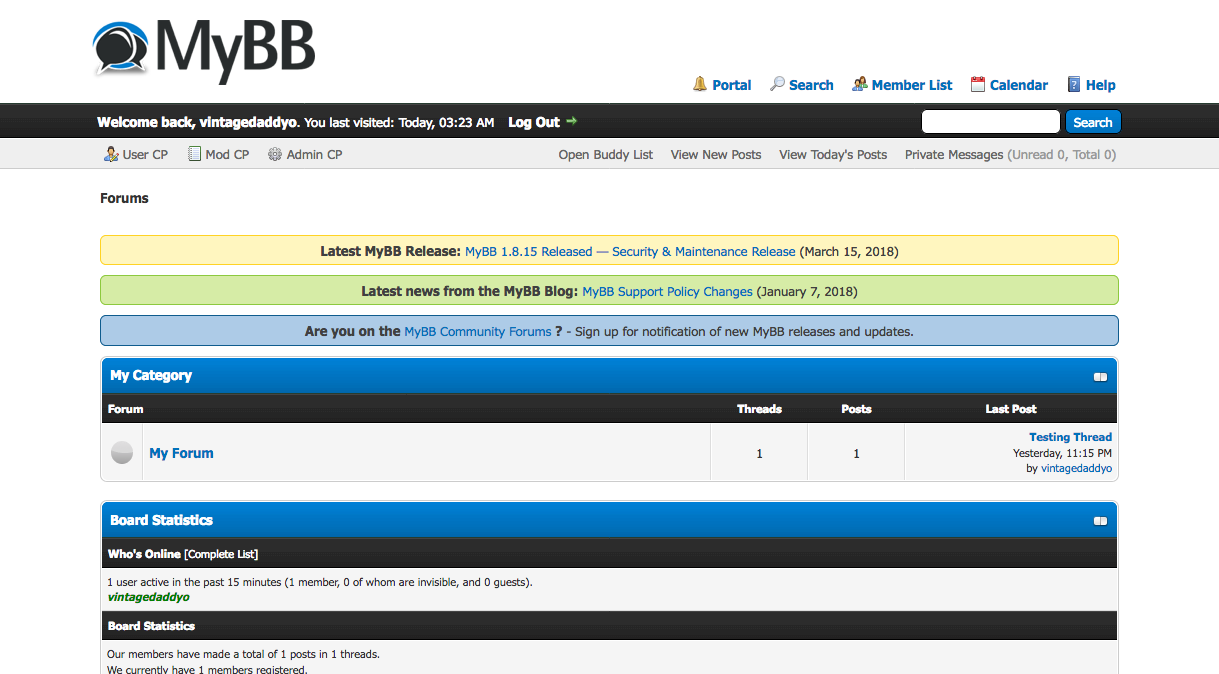 MyBB
Portal Search Member List Calendar Help
Welcome back, vintagedaddyo. You last visited: Today, 03:23 AM Log Out Search
User CP Mod CP Admin CP Open Buddy List View New Posts View Today's Posts Private Messages (Unread 0, Total 0)
Forums
Latest MyBB Release: MyBB 1.8.15 Released — Security & Maintenance Release (March 15, 2018)
Latest news from the MyBB Blog: MyBB Support Policy Changes (January 7, 2018)
Are you on the MyBB Community Forums ? - Sign up for notification of new MyBB releases and updates.
My Category
Forum Threads Posts Last Post
My Forum 1 1 Testing Thread
Yesterday, 11:15 PM
by vintagedaddyo
Board Statistics
Who's Online [Complete List]
1 user active in the past 15 minutes (1 member, 0 of whom are invisible, and 0 guests).
vintagedaddyo
Board Statistics
Our members have made a total of 1 posts in 1 threads.
We currently have 1 members registered.